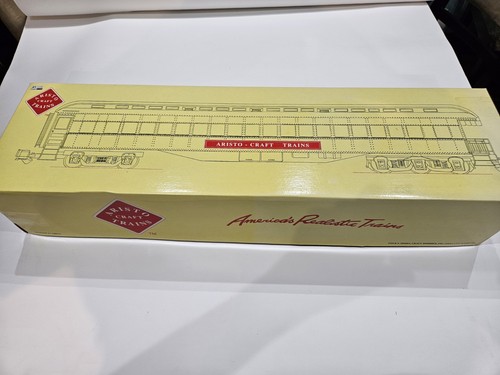 ARISTO
CRAFT
TRAINS
ARISTO - CRAFT TRAINS
ARISTO
CRAFT
TRAINS
America's Realistic Trains